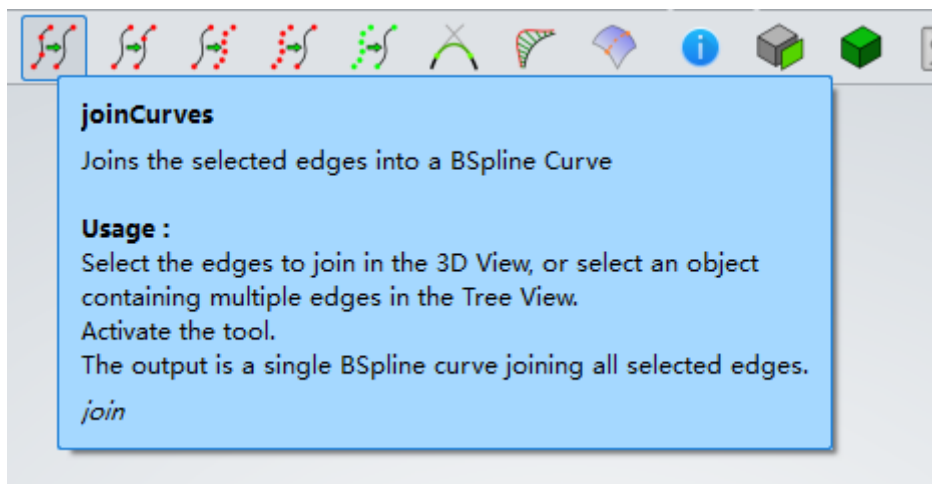 joinCurves
Joins the selected edges into a BSpline Curve
Usage :
Select the edges to join in the 3D View, or select an object
containing multiple edges in the Tree View.
Activate the tool.
The output is a single BSpline curve joining all selected edges.
join